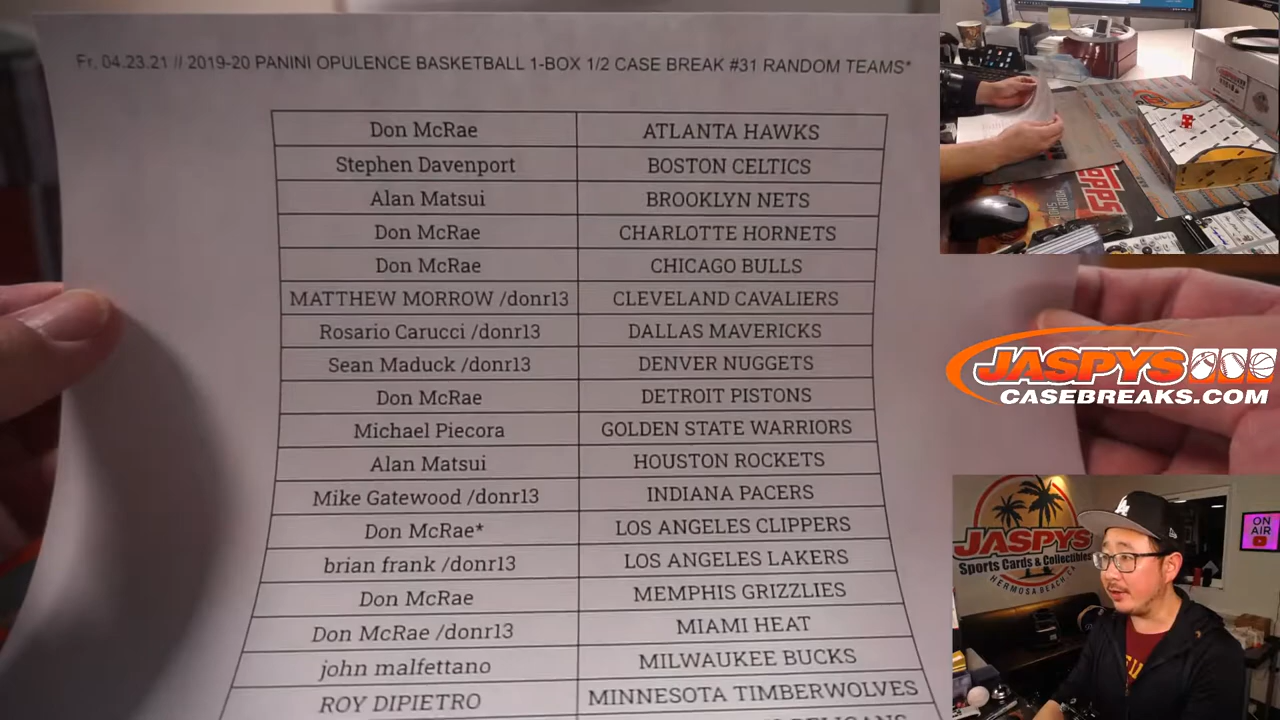 Fr, 04.23.21 // 2019-20 PANINI OPULENCE BASKETBALL 1-BOX 1/2 CASE BREAK #31 RANDOM TEAMS*
Don McRae ATLANTA HAWKS
Stephen Davenport BOSTON CELTICS
Alan Matsui BROOKLYN NETS
Don McRae CHARLOTTE HORNETS
Don McRae CHICAGO BULLS
MATTHEW MORROW /donr13 CLEVELAND CAVALIERS
Rosario Carucci /donr13 DALLAS MAVERICKS
Sean Maduck /donr13 DENVER NUGGETS
Don McRae DETROIT PISTONS
Michael Piecora GOLDEN STATE WARRIORS
Alan Matsui HOUSTON ROCKETS
Mike Gatewood /donr13 INDIANA PACERS
Don McRae* LOS ANGELES CLIPPERS
brian frank /donr13 LOS ANGELES LAKERS
Don McRae MEMPHIS GRIZZLIES
Don McRae /donr13 MIAMI HEAT
john malfettano MILWAUKEE BUCKS
ROY DIPIETRO MINNESOTA TIMBERWOLVES
PELICANS
TOPPS
JASPYS
CASEBREAKS.COM
JASPYS
Sports Cards & Collectibles
HERMOSA BEACH, CA
LA
ON
AIR